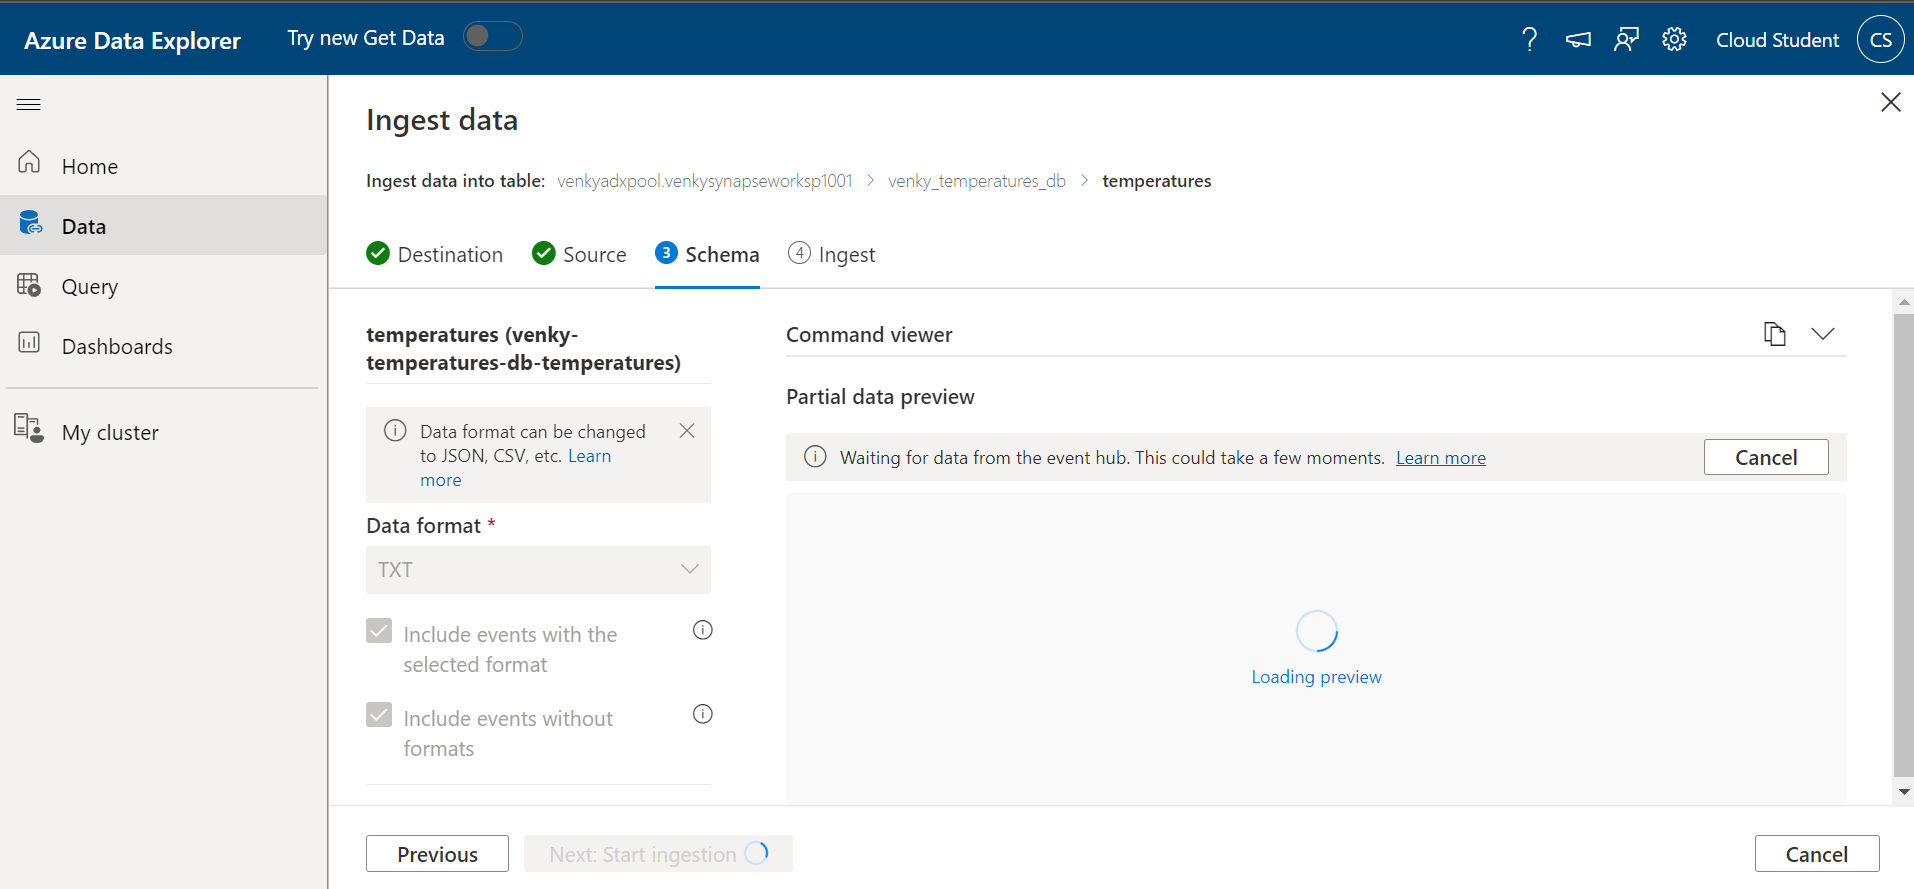 Azure Data Explorer
Try new Get Data
Cloud Student
CS
Home
Data
Query
Dashboards
My cluster
Ingest data
Ingest data into table: venkyadxpool.venkysynapseworksp1001 > venky_temperatures_db > temperatures
Destination
Source
3 Schema
4 Ingest
temperatures (venky-
temperatures-db-temperatures)
Data format can be changed
to JSON, CSV, etc. Learn
more
Data format *
TXT
Include events with the
selected format
Include events without
formats
Command viewer
Partial data preview
Waiting for data from the event hub. This could take a few moments. Learn more
Cancel
Loading preview
Previous
Next: Start ingestion
Cancel